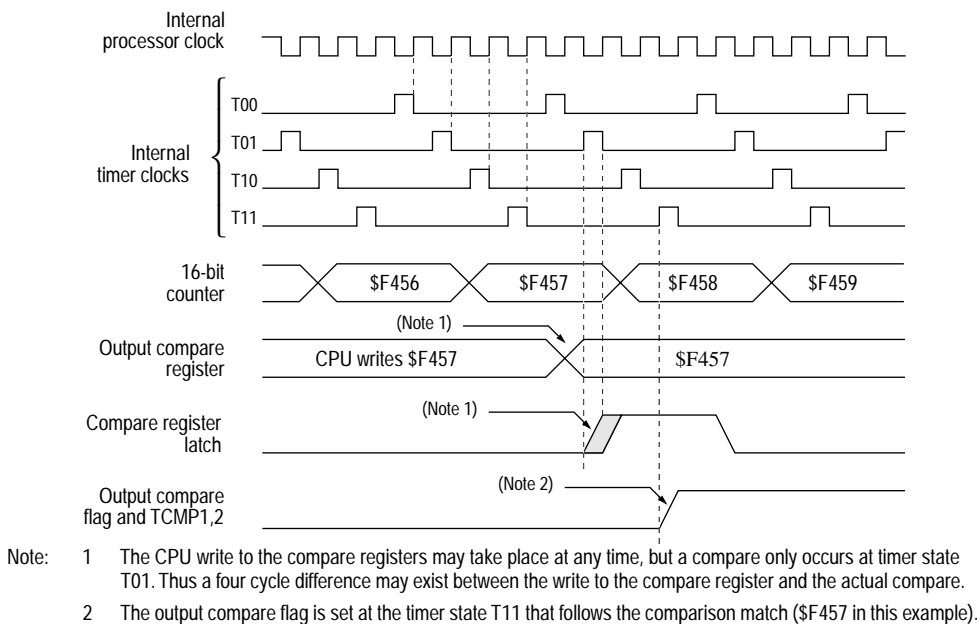 Internal
processor clock
T00
T01
Internal
timer clocks
T10
T11
16-bit
counter
$F456
$F457
$F458
$F459
(Note 1)
Output compare
register
CPU writes $F457
$F457
(Note 1)
Compare register
latch
(Note 2)
Output compare
flag and TCMP1,2
Note: 1 The CPU write to the compare registers may take place at any time, but a compare only occurs at timer state
T01. Thus a four cycle difference may exist between the write to the compare register and the actual compare.
2 The output compare flag is set at the timer state T11 that follows the comparison match ($F457 in this example).